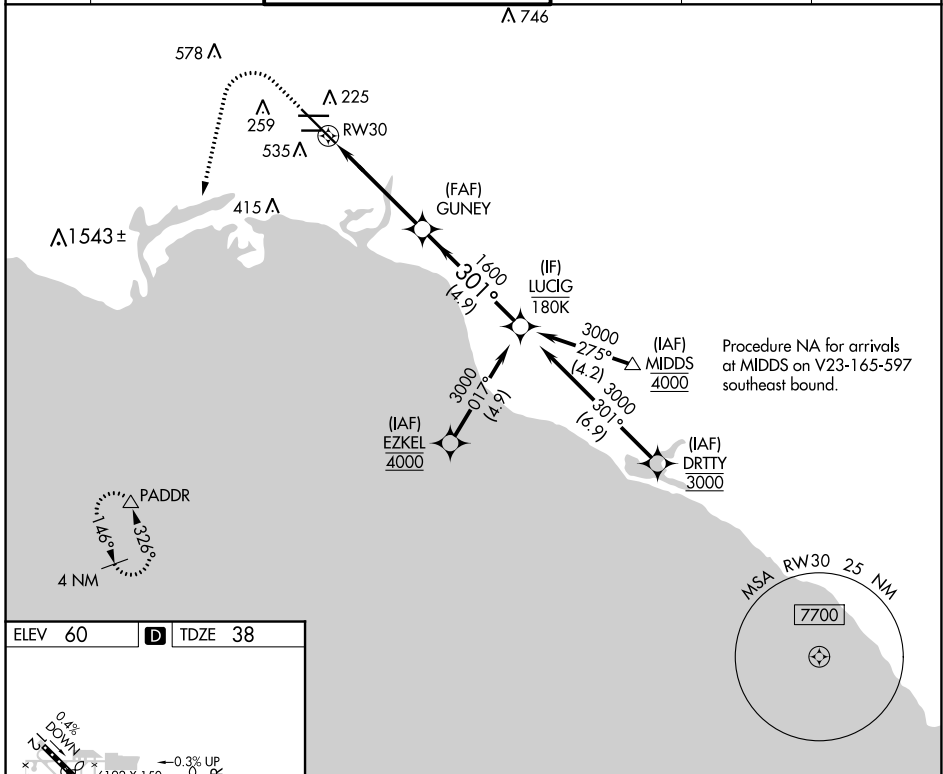 746
578
225
259
RW30
535
(FAF)
GUNEY
415
1543±
1600
301°
(4.9)
(IF)
LUCIG
180K
3000
275°
(4.2)
(IAF)
MIDDS
4000
Procedure NA for arrivals
at MIDDS on V23-165-597
southeast bound.
3000
017°
(4.9)
3000
301°
(6.9)
(IAF)
EZKEL
4000
(IAF)
DRTTY
3000
PADDR
146°
326°
4 NM
MSA RW30 25 NM
7700
ELEV 60
D
TDZE 38
0.4%
DOWN
12
0.3% UP